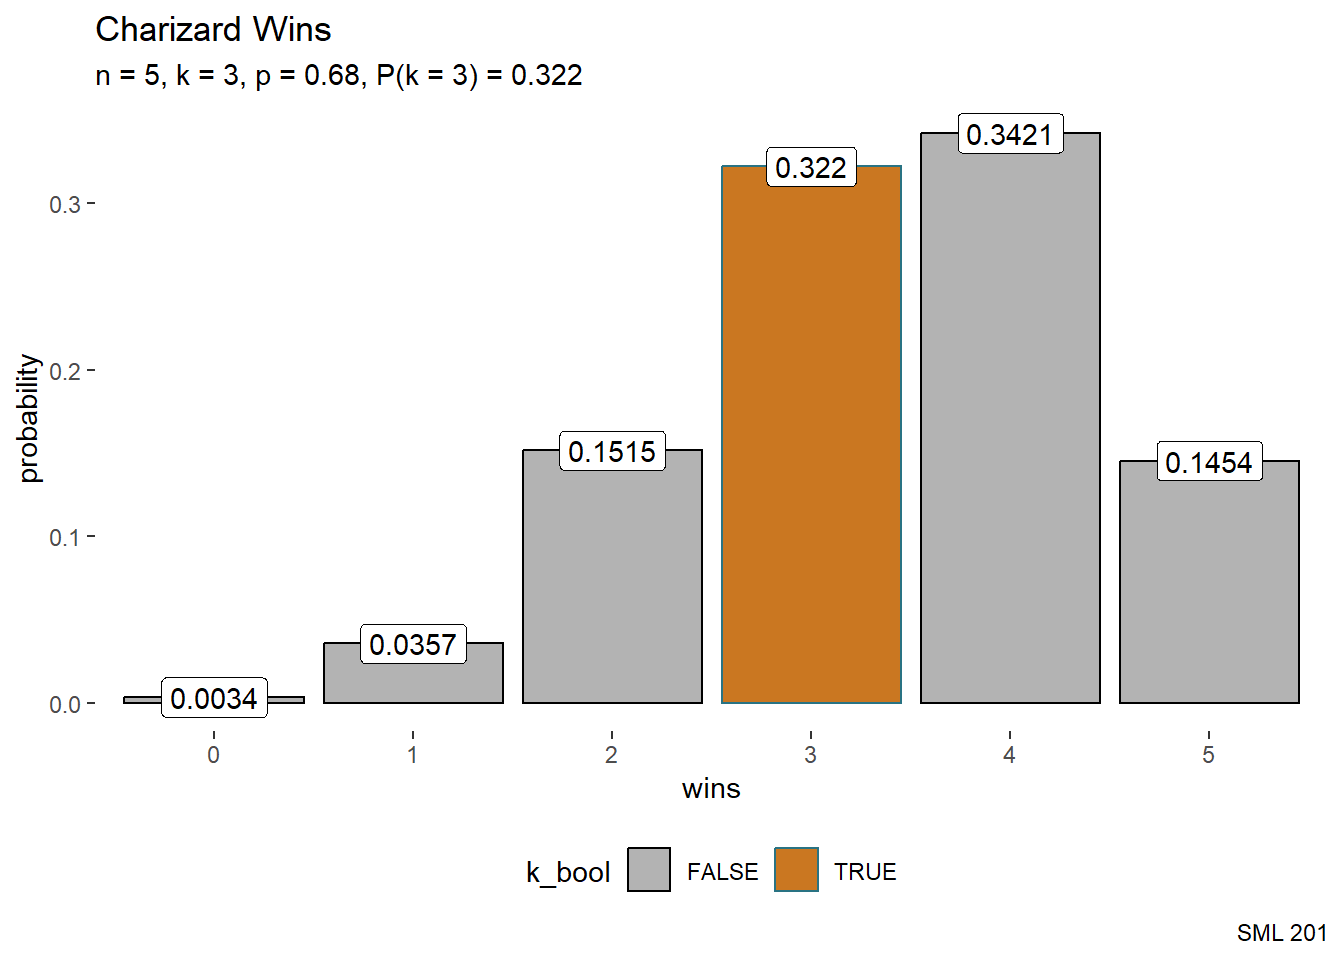 Charizard Wins
n = 5, k = 3, p = 0.68, P(k = 3) = 0.322
0.3421
0.322
0.3
0.2
probability
0.1515
0.1454
0.1
0.0357
0.0034
0.0
0 1 2 3 4 5
wins
k_bool FALSE TRUE
SML 201